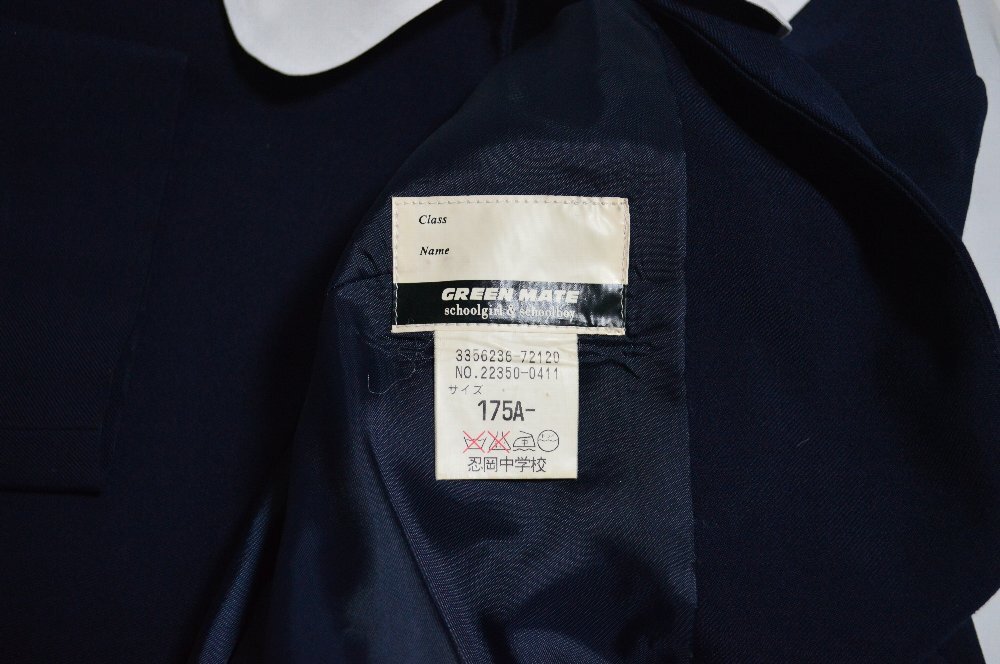 Class
Name
GREEN MATE
schoolgirl & schoolboy
3356236-72120
NO.22350-0411
サイズ
175A-
忍岡中学校